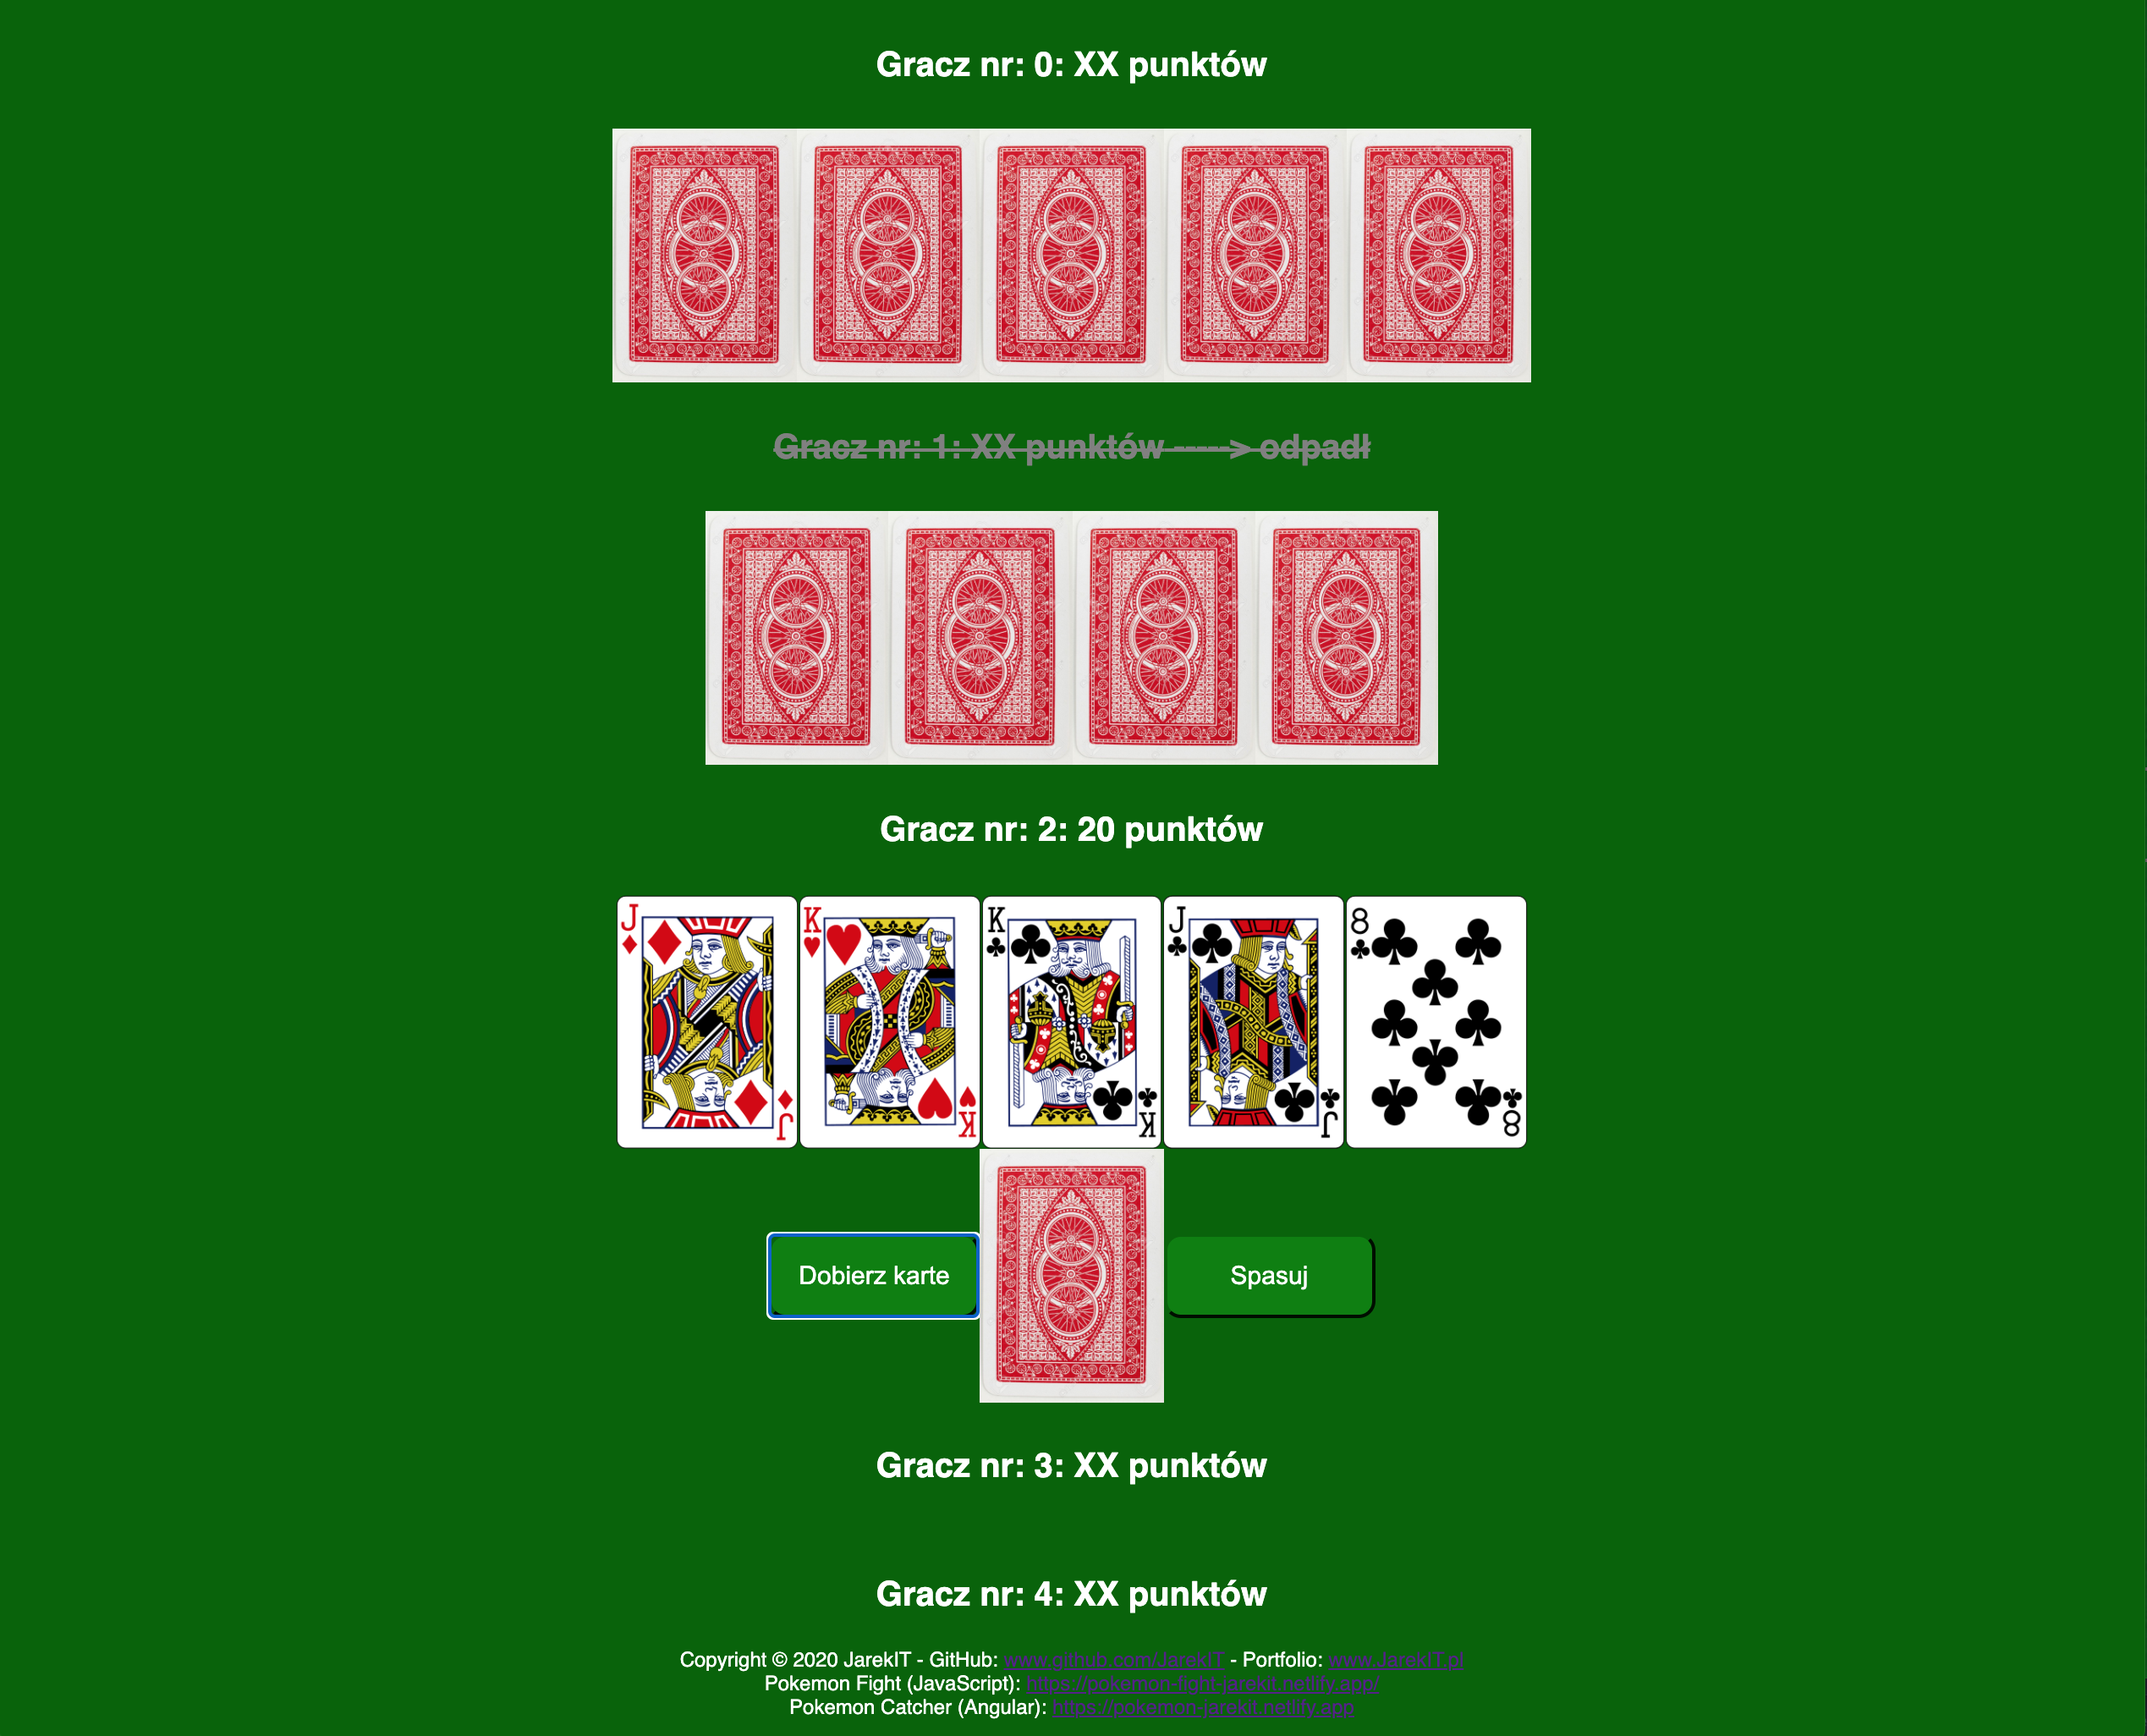 Gracz nr: 0: XX punktów
Gracz nr: 1: XX punktów -----> odpadł
Gracz nr: 2: 20 punktów
J K K J 8
J K K J 8
Dobierz karte
Spasuj
Gracz nr: 3: XX punktów
Gracz nr: 4: XX punktów
Copyright © 2020 JarekIT - GitHub: www.github.com/JarekIT - Portfolio: www.JarekIT.pl
Pokemon Fight (JavaScript): https://pokemon-fight-jarekit.netlify.app/
Pokemon Catcher (Angular): https://pokemon-jarekit.netlify.app